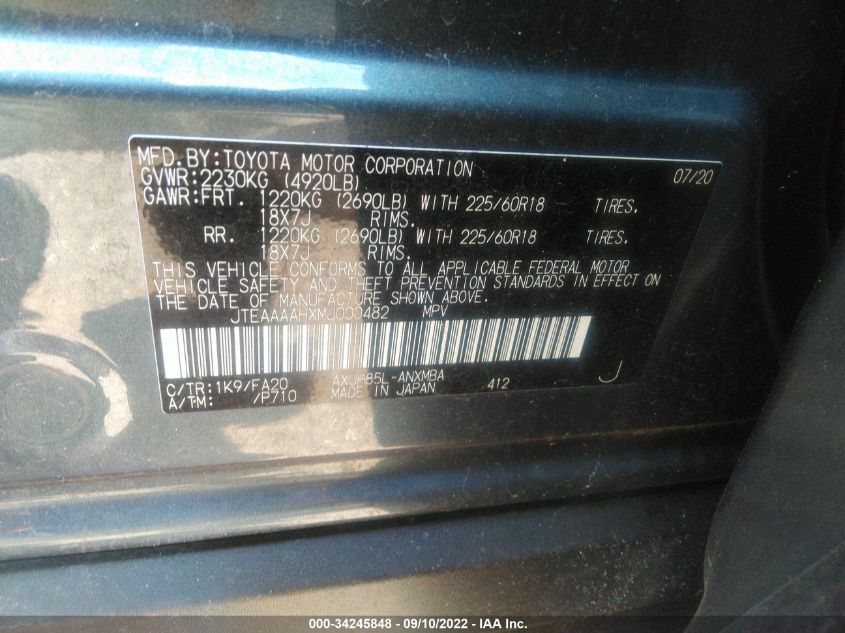 MFD. BY: TOYOTA MOTOR CORPORATION 07/20
GVWR: 2230KG (4920LB)
GAWR: FRT. 1220KG (2690LB) WITH 225/60R18 TIRES.
18X7J RIMS.
RR. 1220KG (2690LB) WITH 225/60R18 TIRES.
18X7J RIMS.
THIS VEHICLE CONFORMS TO ALL APPLICABLE FEDERAL MOTOR
VEHICLE SAFETY AND THEFT PREVENTION STANDARDS IN EFFECT ON
THE DATE OF MANUFACTURE SHOWN ABOVE.
JTEAAAAHXMJ000482 MPV
C/TR: 1K9/FA20 AXUH85L-ANXMBA 412 J
A/TM: /P710 MADE IN JAPAN
000-34245848 - 09/10/2022 - IAA Inc.